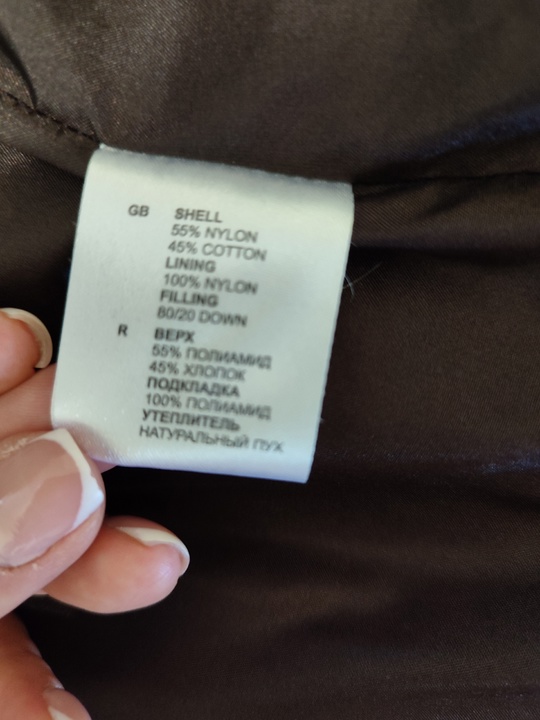 GB SHELL
55% NYLON
45% COTTON
LINING
100% NYLON
FILLING
80/20 DOWN
R ВЕРХ
55% ПОЛИАМИД
45% ХЛОПОК
ПОДКЛАДКА
100% ПОЛИАМИД
УТЕПЛИТЕЛЬ
НАТУРАЛЬНЫЙ ПУХ